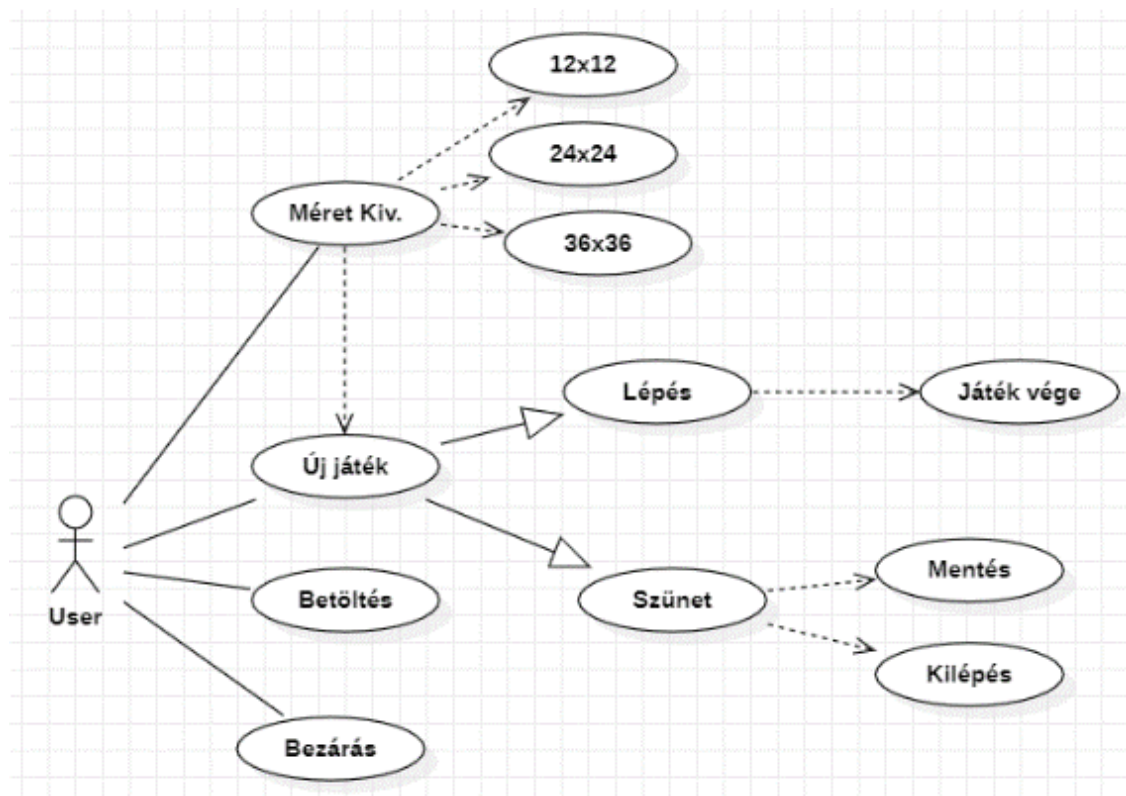 12x12
24x24
Méret Kiv.
36x36
Lépés
Játék vége
Új játék
User
Betöltés
Szünet
Mentés
Kilépés
Bezárás